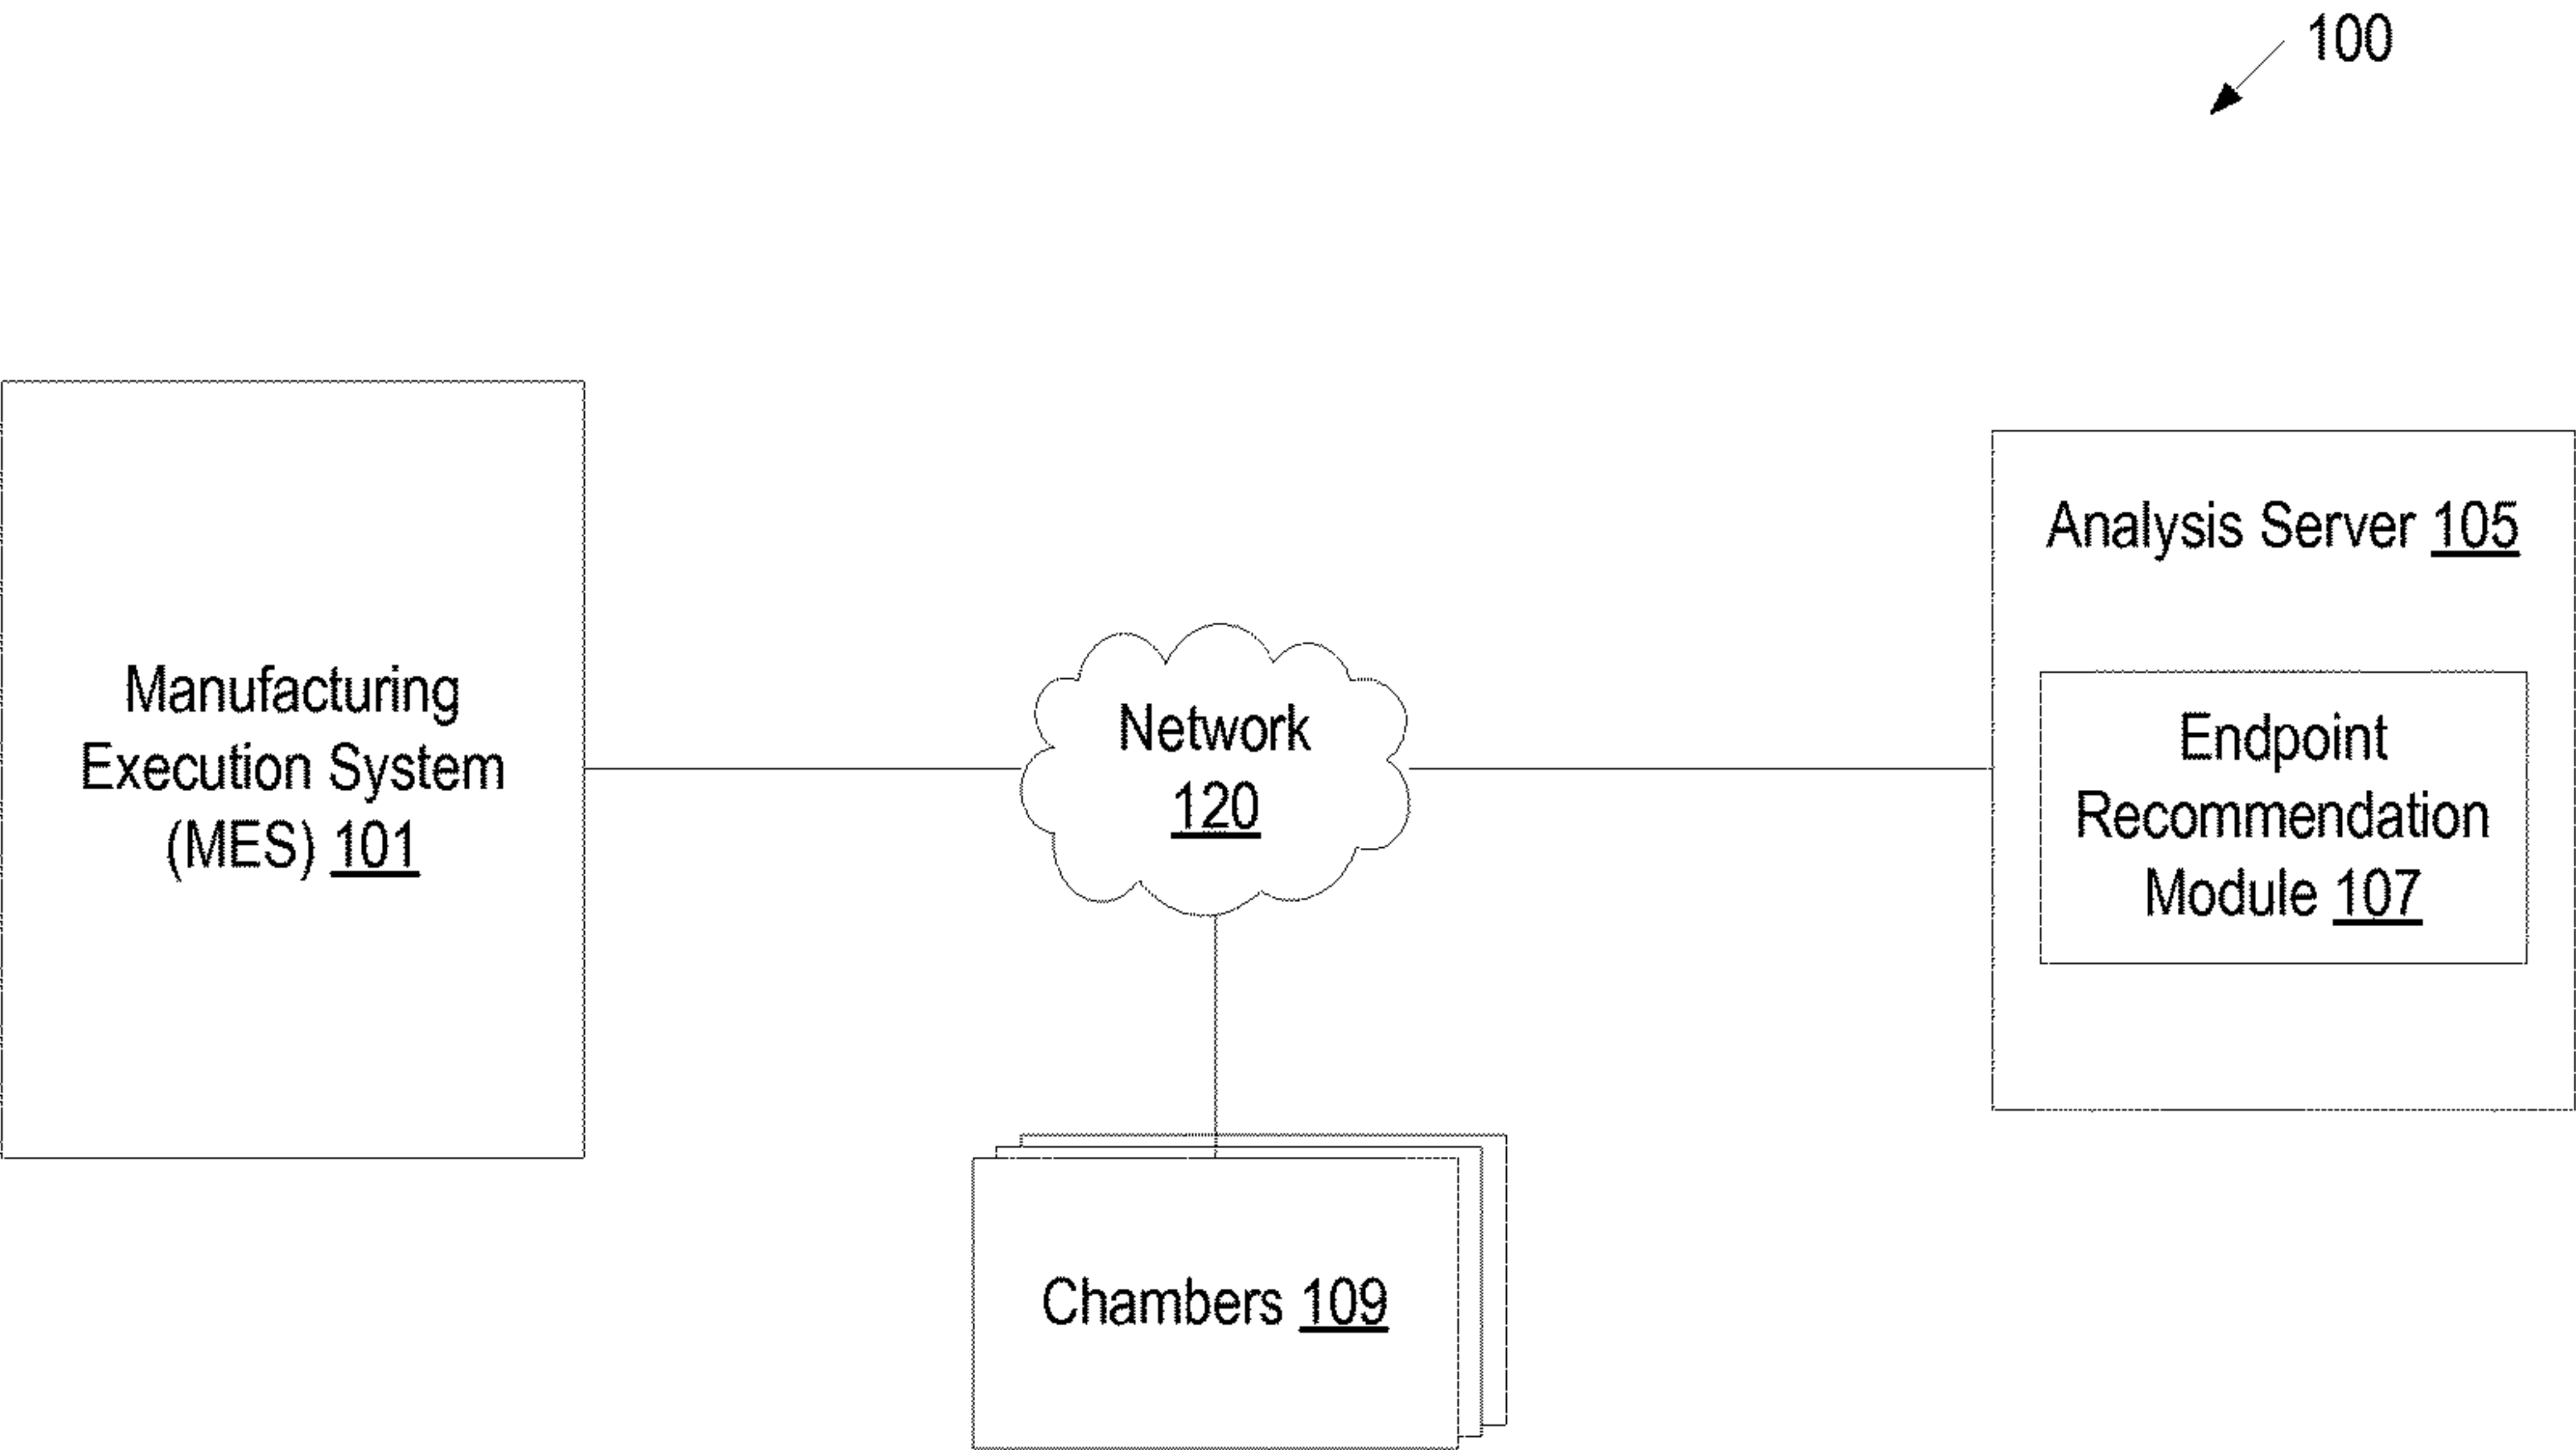 100
Manufacturing
Execution System
(MES) 101
Network
120
Analysis Server 105
Endpoint
Recommendation
Module 107
Chambers 109